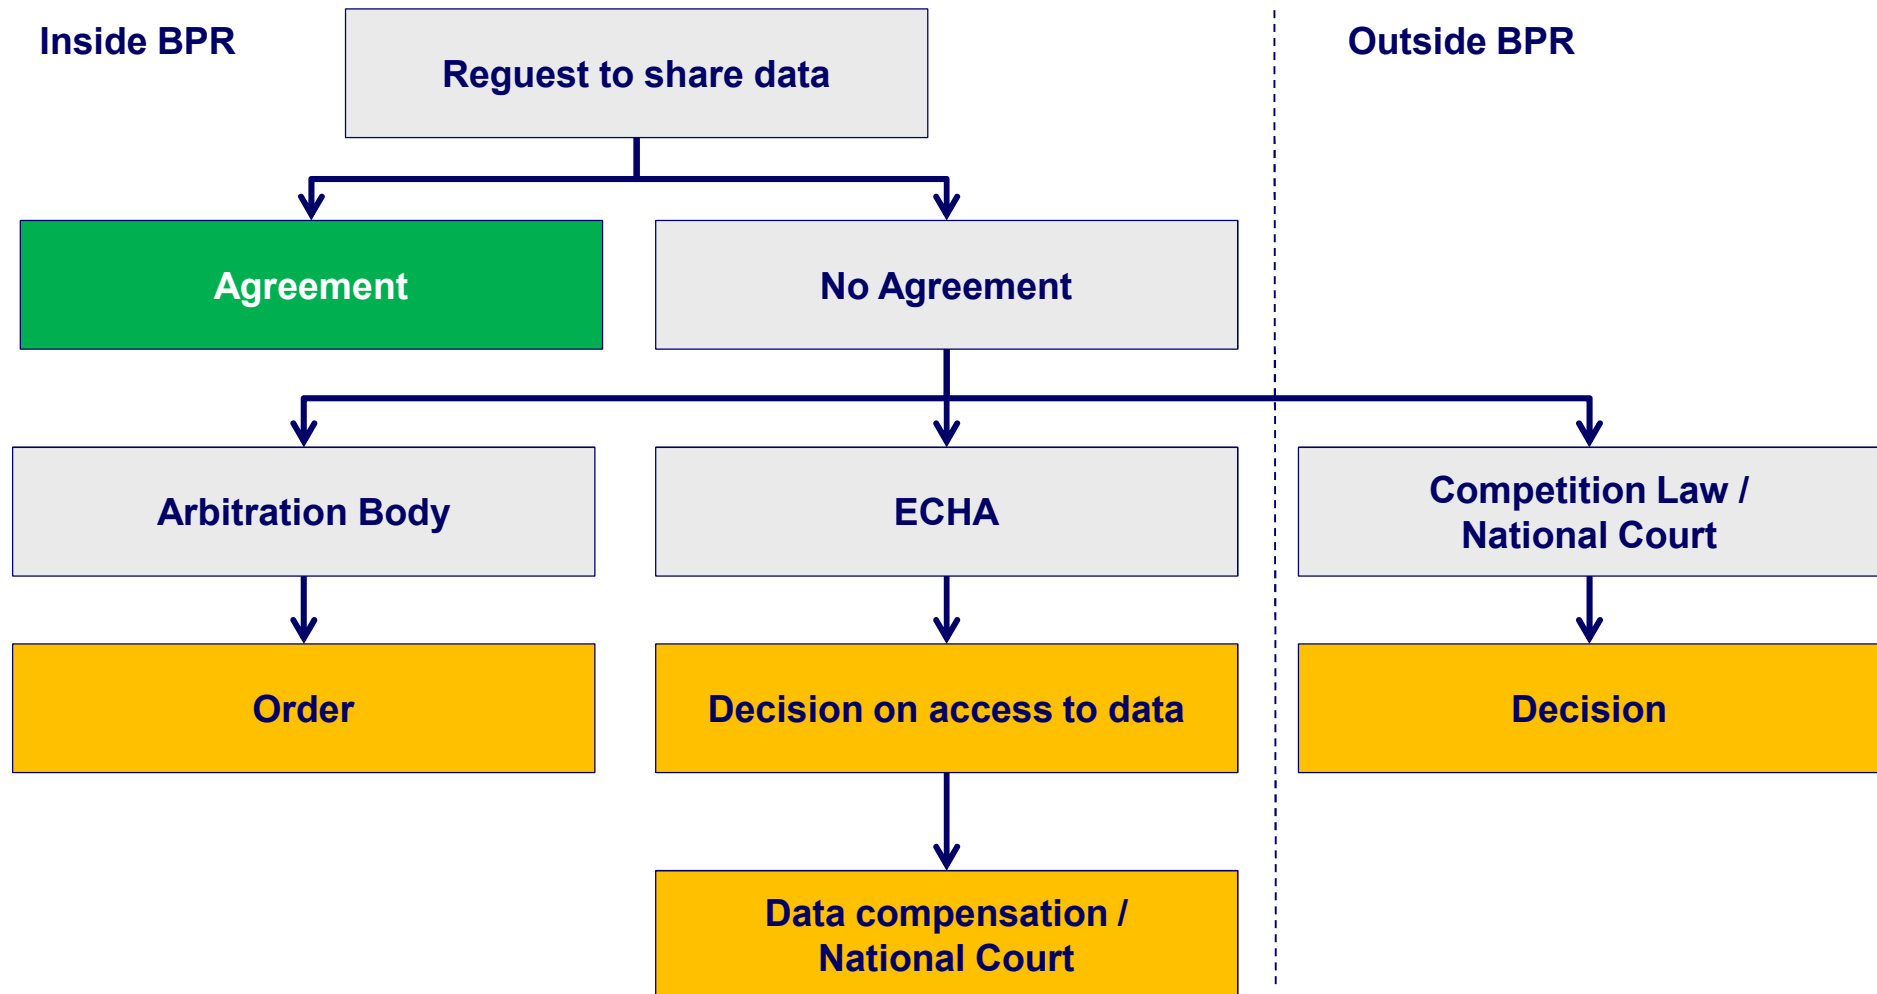 Inside BPR
Reguest to share data
Outside BPR
Agreement
No Agreement
Arbitration Body
ECHA
Competition Law /
National Court
Order
Decision on access to data
Decision
Data compensation /
National Court